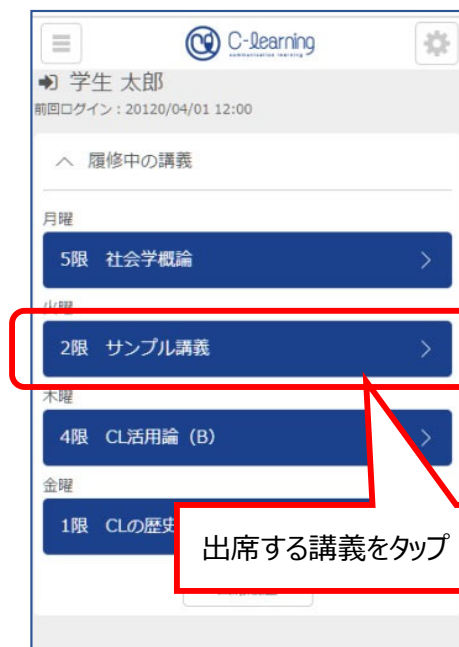 C-Learning
学生 太郎
前回ログイン：20120/04/01 12:00
履修中の講義
月曜
5限 社会学概論
火曜
2限 サンプル講義
木曜
4限 CL活用論（B）
金曜
1限 CLの歴史
出席する講義をタップ